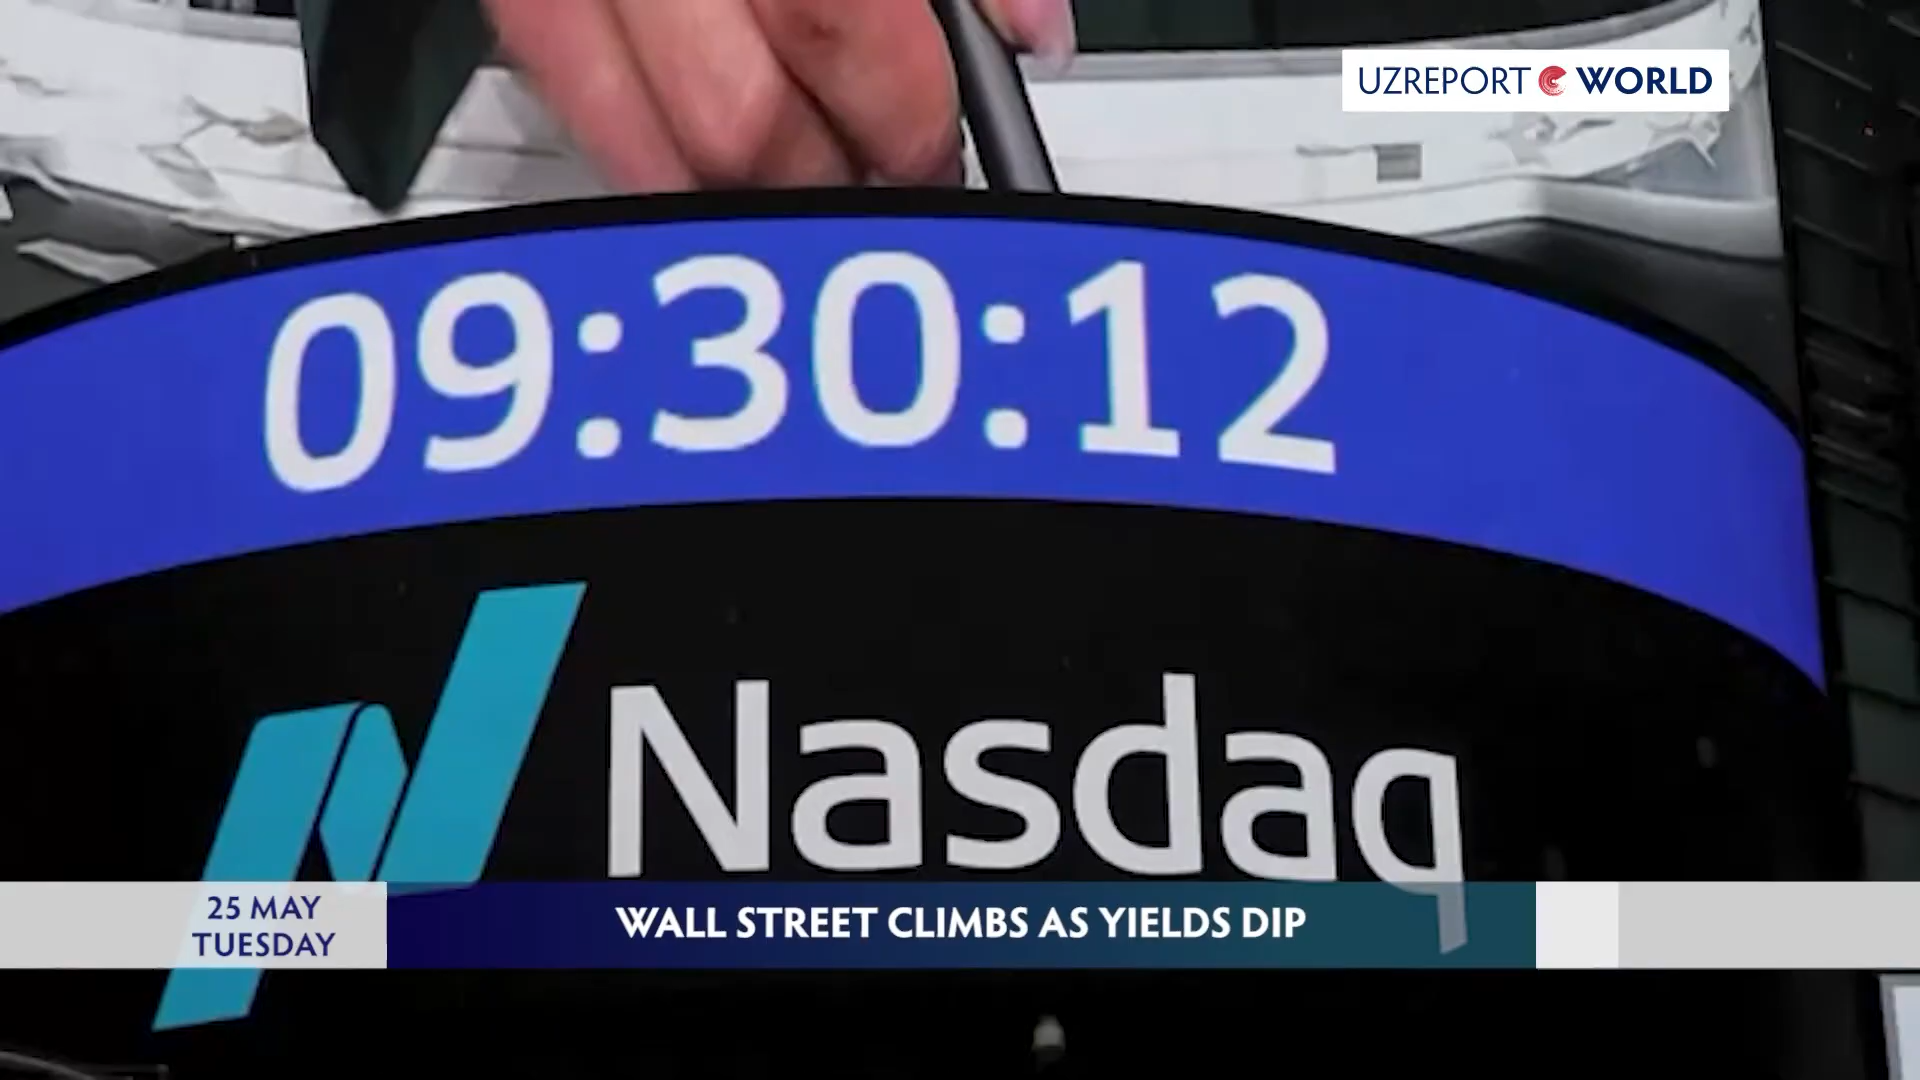 UZREPORT WORLD
09:30:12
Nasdaq
25 MAY
TUESDAY
WALL STREET CLIMBS AS YIELDS DIP